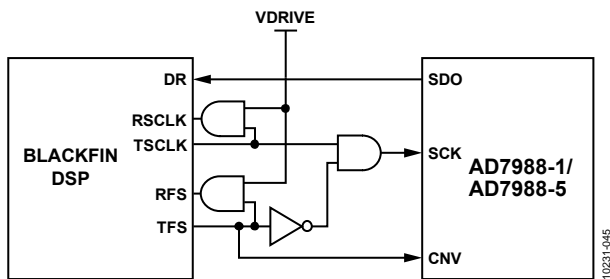 VDRIVE
DR
SDO
RSCLK
TSCLK
SCK
BLACKFIN
DSP
AD7988-1/
AD7988-5
RFS
TFS
CNV
10231-045